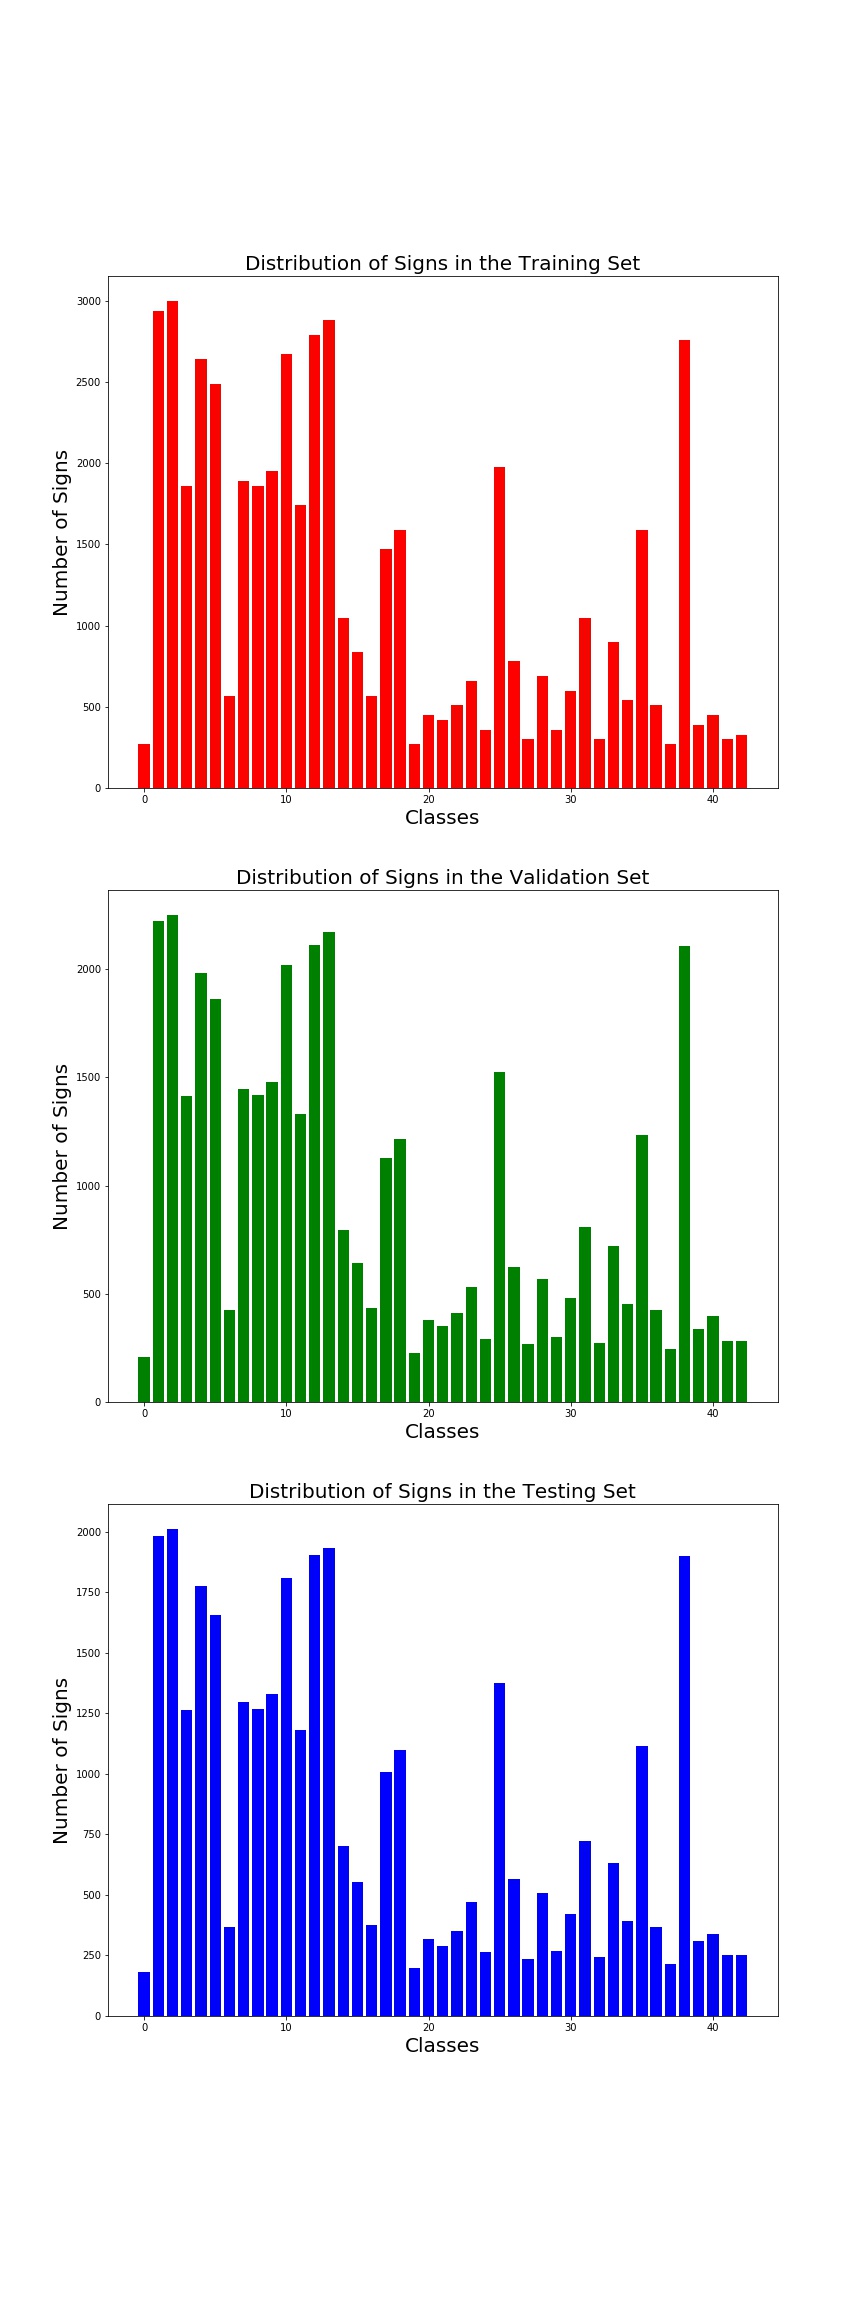 Distribution of Signs in the Training Set
3000
2500
2000
1500
1000
500
0
Number of Signs
0 10 20 30 40
Classes
Distribution of Signs in the Validation Set
2000
1500
1000
500
0
Number of Signs
0 10 20 30 40
Classes
Distribution of Signs in the Testing Set
2000
1750
1500
1250
1000
750
500
250
0
Number of Signs
0 10 20 30 40
Classes